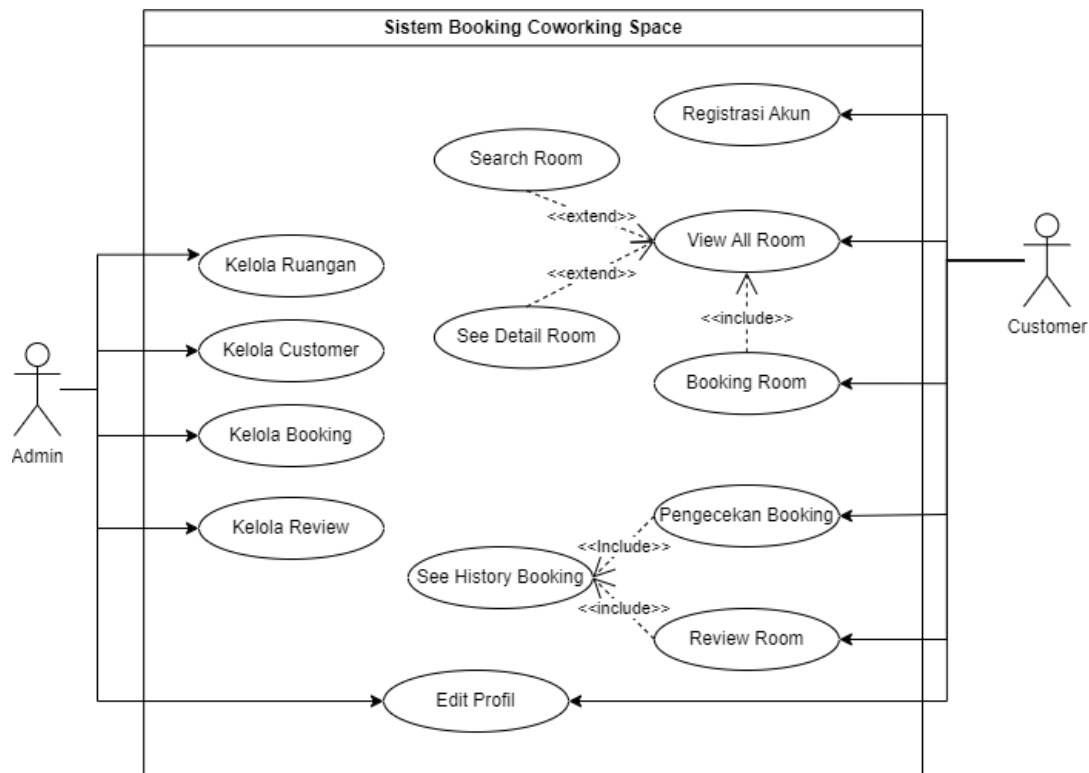 Sistem Booking Coworking Space
Registrasi Akun
Search Room
<<extend>>
View All Room
Kelola Ruangan
<<extend>>
<<include>>
Customer
See Detail Room
Kelola Customer
Booking Room
Kelola Booking
Admin
Pengecekan Booking
Kelola Review
<<Include>>
See History Booking
<<include>>
Review Room
Edit Profil